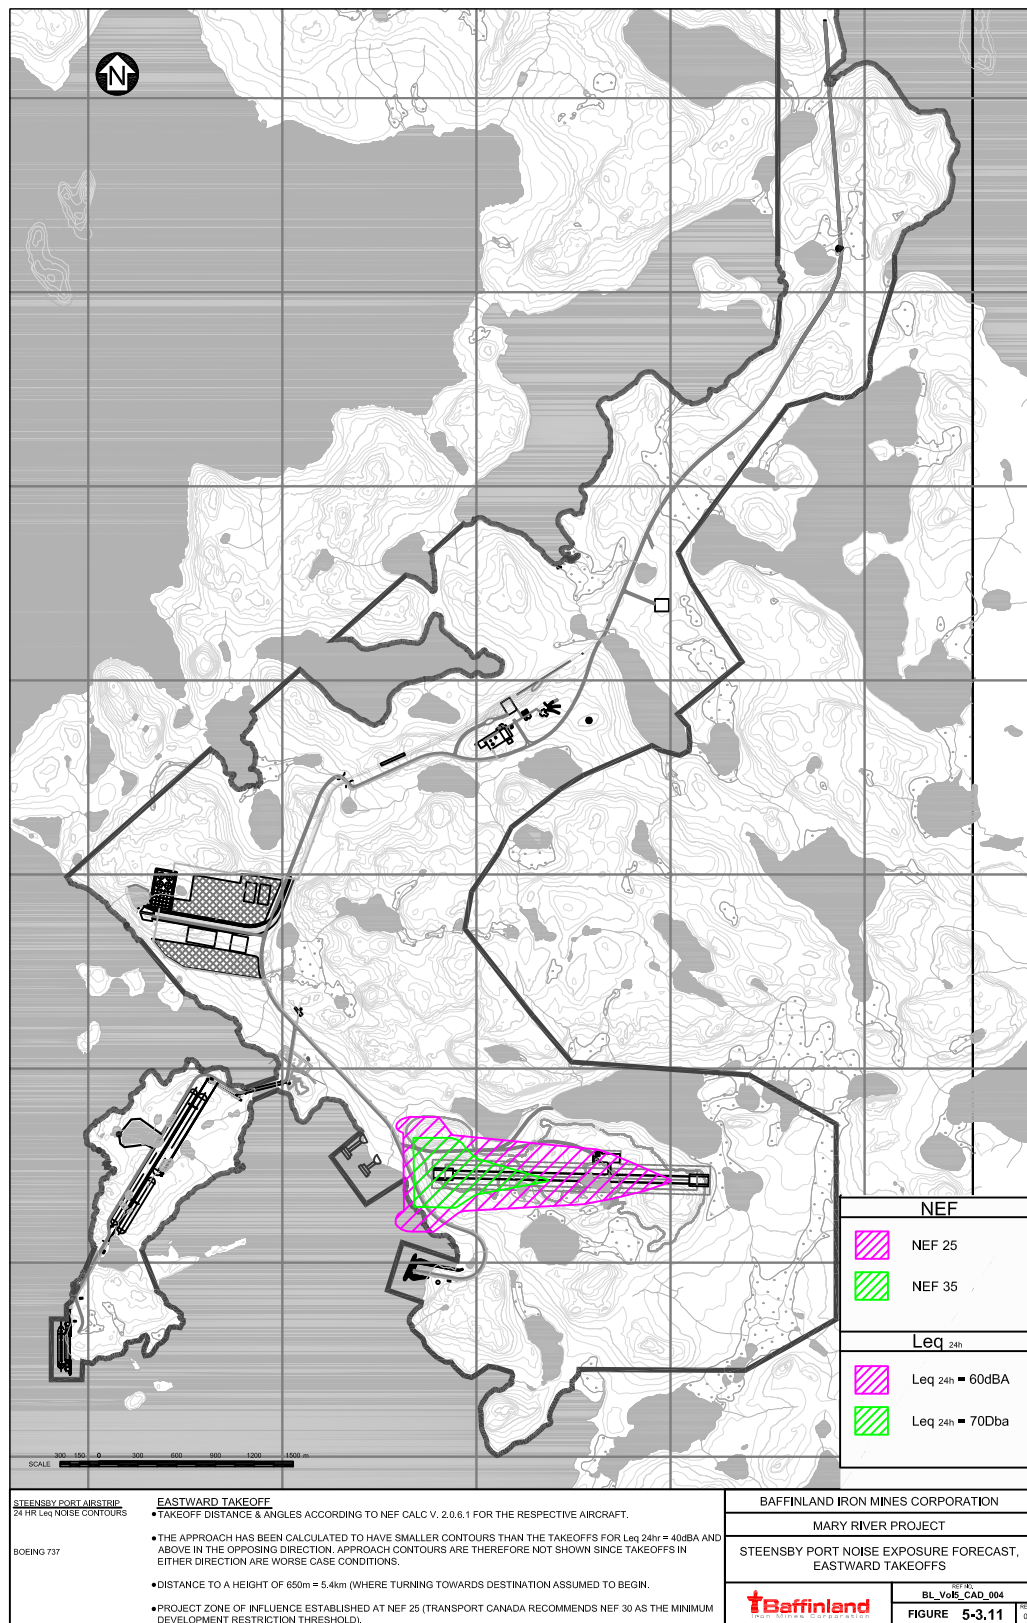 N
NEF
NEF 25
NEF 35
Leq 24h
Leq 24h = 60dBA
Leq 24h = 70Dba
300 150 0 300 600 900 1200 1500 m
SCALE
STEENSBY PORT AIRSTRIP
24 HR Leq NOISE CONTOURS
BOEING 737
EASTWARD TAKEOFF
•TAKEOFF DISTANCE & ANGLES ACCORDING TO NEF CALC V. 2.0.6.1 FOR THE RESPECTIVE AIRCRAFT.
•THE APPROACH HAS BEEN CALCULATED TO HAVE SMALLER CONTOURS THAN THE TAKEOFFS FOR Leq 24hr = 40dBA AND
ABOVE IN THE OPPOSING DIRECTION. APPROACH CONTOURS ARE THEREFORE NOT SHOWN SINCE TAKEOFFS IN
EITHER DIRECTION ARE WORSE CASE CONDITIONS.
•DISTANCE TO A HEIGHT OF 650m = 5.4km (WHERE TURNING TOWARDS DESTINATION ASSUMED TO BEGIN.
•PROJECT ZONE OF INFLUENCE ESTABLISHED AT NEF 25 (TRANSPORT CANADA RECOMMENDS NEF 30 AS THE MINIMUM
DEVELOPMENT RESTRICTION THRESHOLD).
BAFFINLAND IRON MINES CORPORATION
MARY RIVER PROJECT
STEENSBY PORT NOISE EXPOSURE FORECAST,
EASTWARD TAKEOFFS
Baffinland
Iron Mines Corporation
REF NO.
BL_Vol5_CAD_004
FIGURE 5-3.11